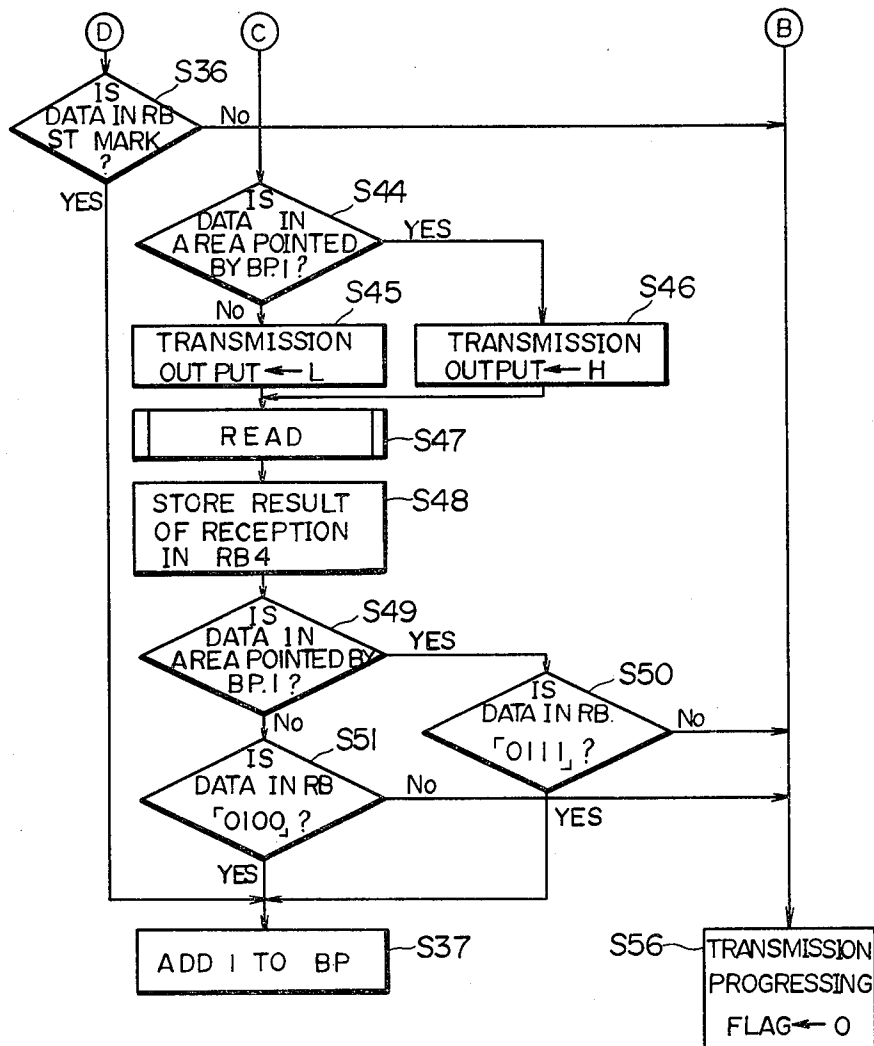 D
C
B
S36
IS
DATA IN RB
ST MARK
?
No
YES
S44
IS
DATA IN
AREA POINTED
BY BP.1?
YES
No
S45
S46
TRANSMISSION
OUTPUT ← L
TRANSMISSION
OUTPUT ← H
READ
S47
STORE RESULT
OF RECEPTION
IN RB4
S48
S49
IS
DATA IN
AREA POINTED BY
BP.1?
YES
No
S50
IS
DATA IN RB.
「0111」?
No
YES
S51
IS
DATA IN RB
「0100」?
No
YES
ADD 1 TO BP
S37
S56
TRANSMISSION
PROGRESSING
FLAG ← 0